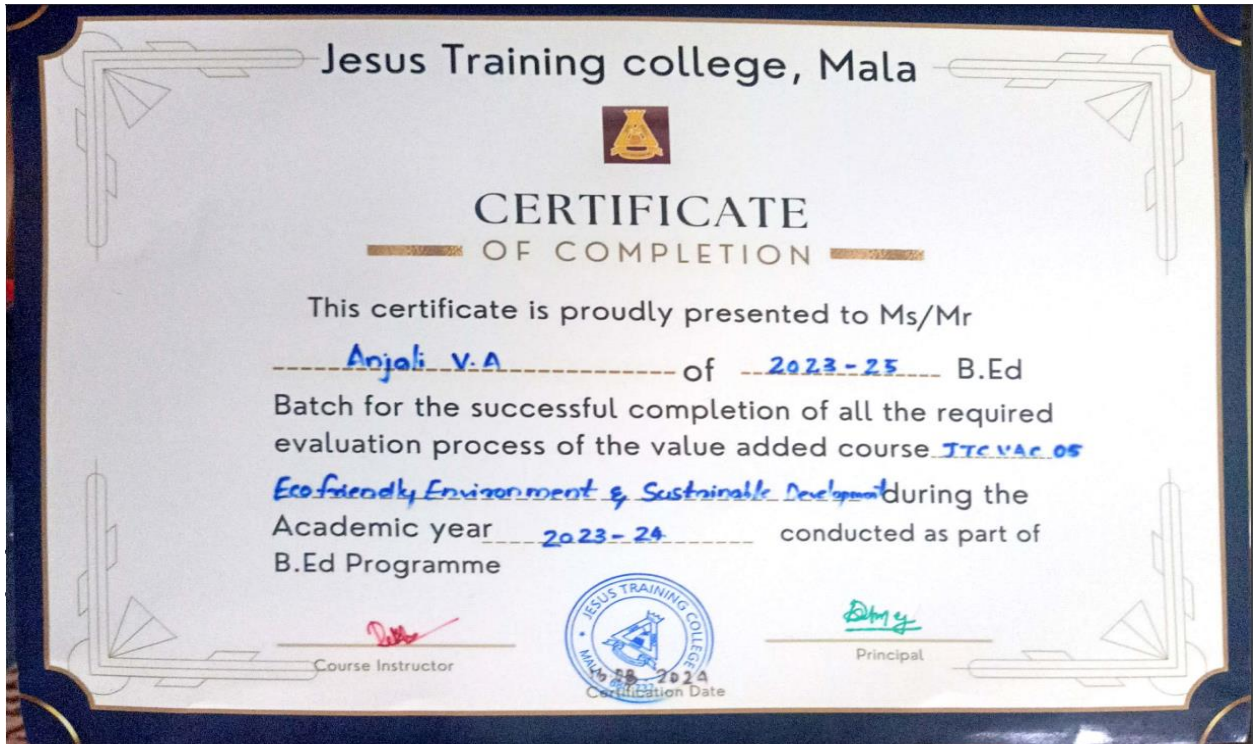 Jesus Training college, Mala
CERTIFICATE
OF COMPLETION
This certificate is proudly presented to Ms/Mr
Anjali V.A of 2023-25 B.Ed
Batch for the successful completion of all the required
evaluation process of the value added course JTC VAC 05
Ecofriendly Environment & Sustainable Development during the
Academic year 2023-24 conducted as part of
B.Ed Programme
JESUS TRAINING COLLEGE
MALA
2024
Course Instructor
Certification Date
Principal